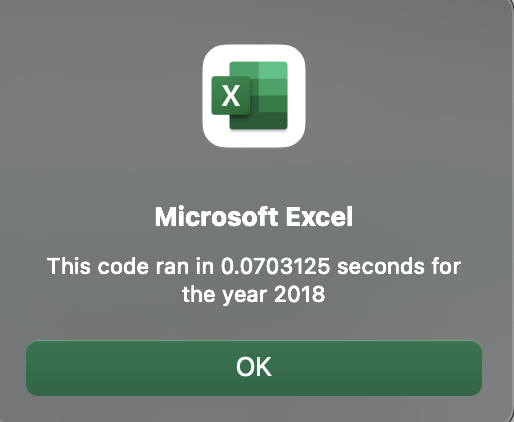 X
Microsoft Excel
This code ran in 0.0703125 seconds for
the year 2018
OK